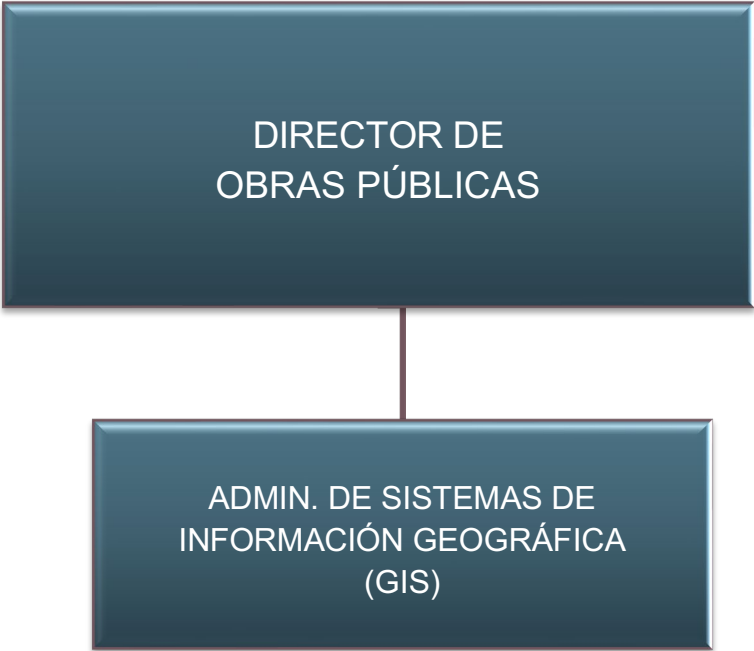 DIRECTOR DE
OBRAS PÚBLICAS
ADMIN. DE SISTEMAS DE
INFORMACIÓN GEOGRÁFICA
(GIS)